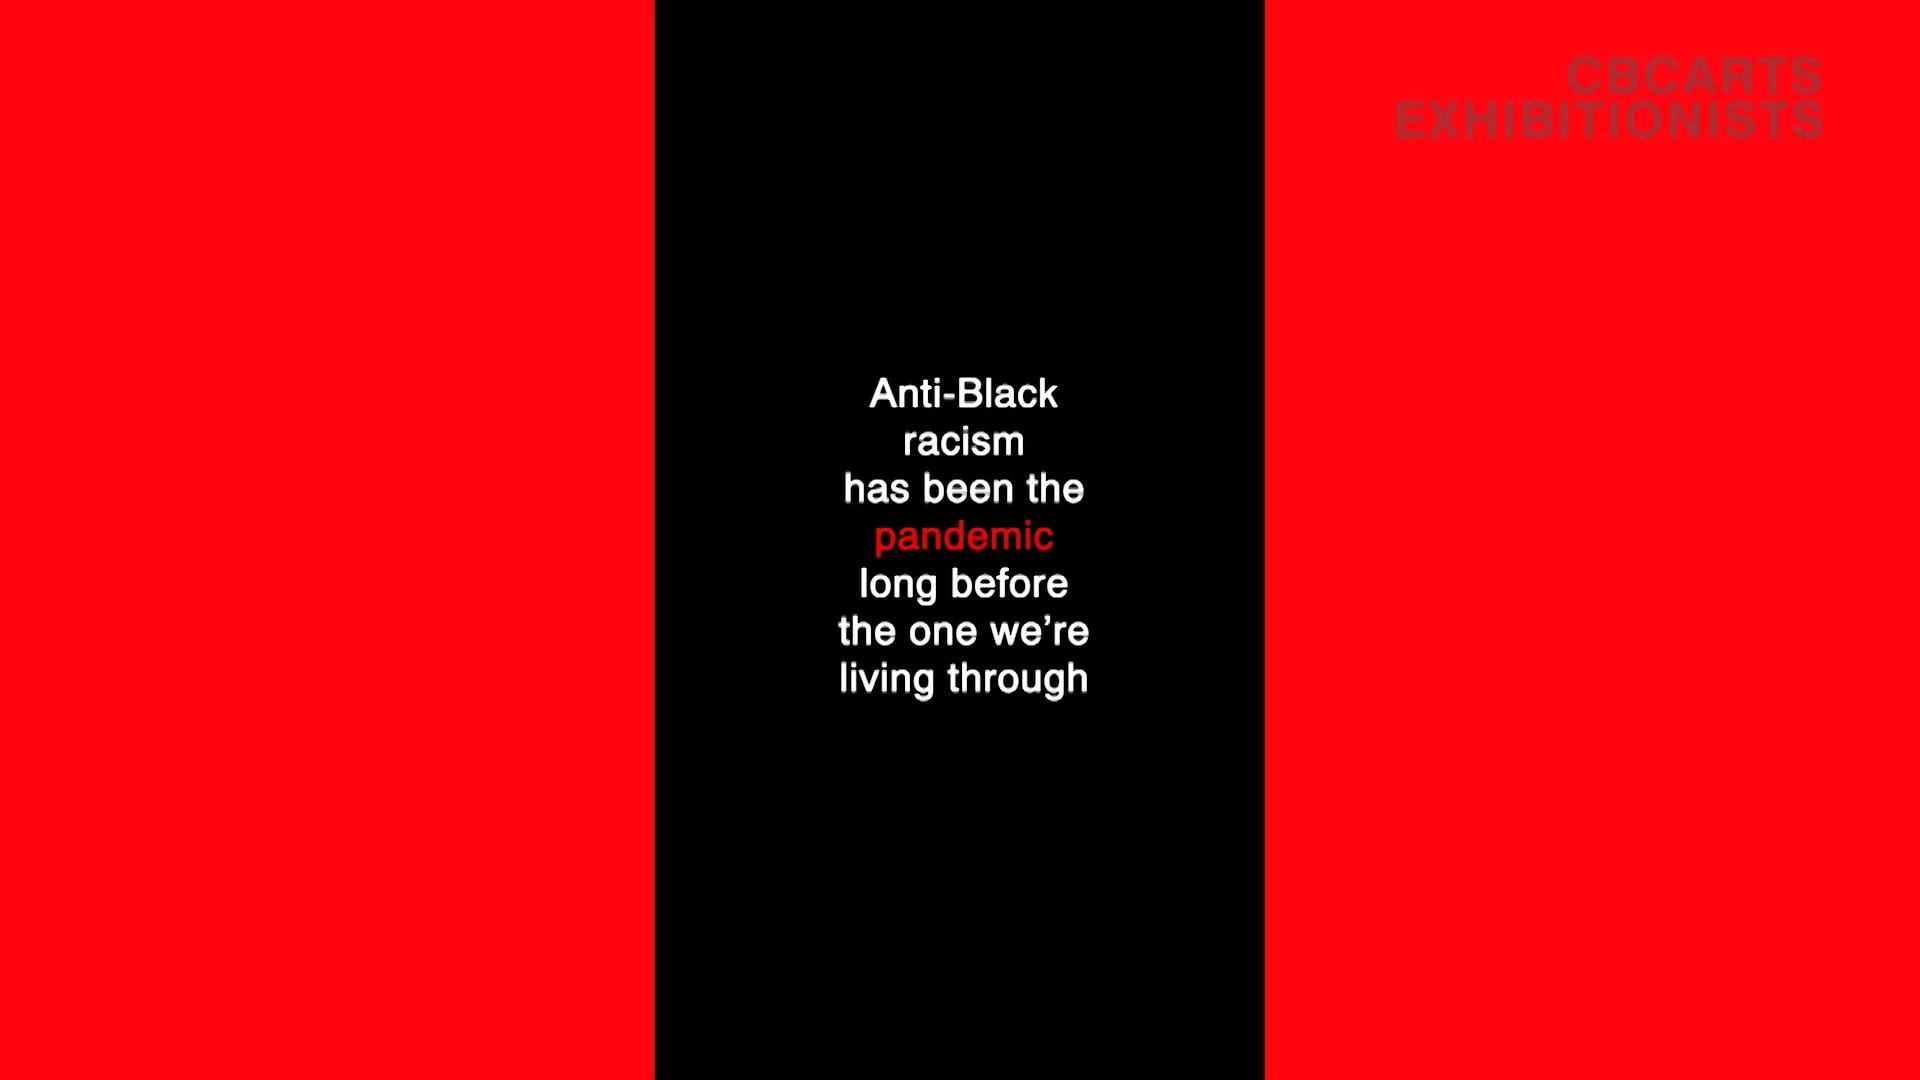 CBCARTS
EXHIBITIONISTS
Anti-Black
racism
has been the
pandemic
long before
the one we’re
living through